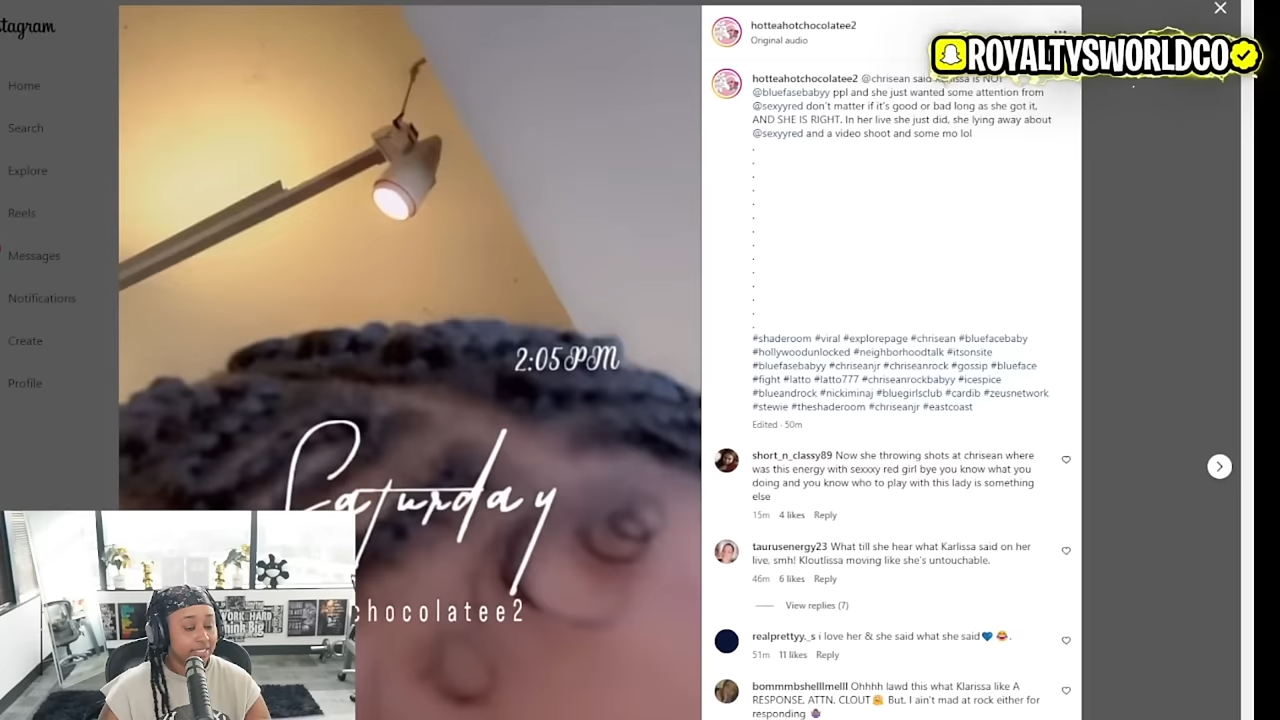 stagram
Home
Search
Explore
Reels
Messages
Notifications
Create
Profile
2:05 PM
Saturday
chocolatee2
WORK HARD
Think Big
hotteahotchocolatee2
Original audio
ROYALTYSWORLDCO
hotteahotchocolatee2 @chrisean said Karlissa is NOT
@bluefasebabyy ppl and she just wanted some attention from
@sexyyred don't matter if it's good or bad long as she got it.
AND SHE IS RIGHT. In her live she just did, she lying away about
@sexyyred and a video shoot and some mo lol
.
.
.
.
.
.
.
.
.
.
.
.
.
.
#shaderoom #viral #explorepage #chrisean #bluefacebaby
#hollywoodunlocked #neighborhoodtalk #itsonsite
#bluefasebabyy #chriseanjr #chriseanrock #gossip #blueface
#fight #latto #latto777 #chriseanrockbabyy #icespice
#blueandrock #nickiminaj #bluegirlsclub #cardib #zeusnetwork
#stewie #theshaderoom #chriseanjr #eastcoast
Edited · 50m
short_n_classy89 Now she throwing shots at chrisean where
was this energy with sexxxy red girl bye you know what you
doing and you know who to play with this lady is something
else
15m 4 likes Reply
taurusenergy23 What till she hear what Karlissa said on her
live, smh! Kloutlissa moving like she's untouchable.
46m 6 likes Reply
View replies (7)
realprettyy._s i love her & she said what she said💙😂.
51m 11 likes Reply
bommmbshelllmelll Ohhhh lawd this what Klarissa like A
RESPONSE, ATTN. CLOUT🤗 But, I ain't mad at rock either for
responding